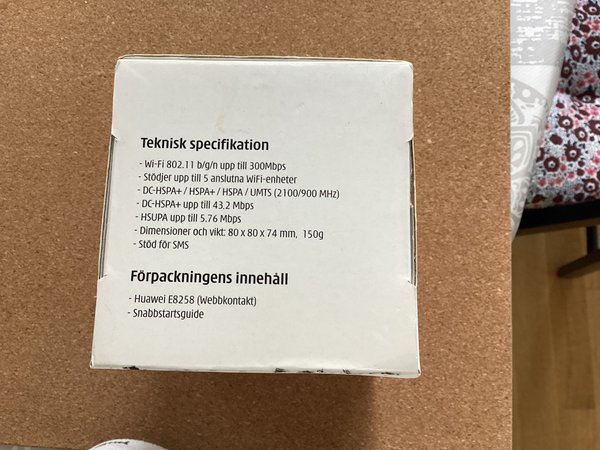 Teknisk specifikation
- Wi-Fi 802.11 b/g/n upp till 300Mbps
- Stödjer upp till 5 anslutna WiFi-enheter
- DC-HSPA+ / HSPA+ / HSPA / UMTS (2100/900 MHz)
- DC-HSPA+ upp till 43.2 Mbps
- HSUPA upp till 5.76 Mbps
- Dimensioner och vikt: 80 x 80 x 74 mm, 150g
- Stöd för SMS
Förpackningens innehåll
- Huawei E8258 (Webbkontakt)
- Snabbstartsguide